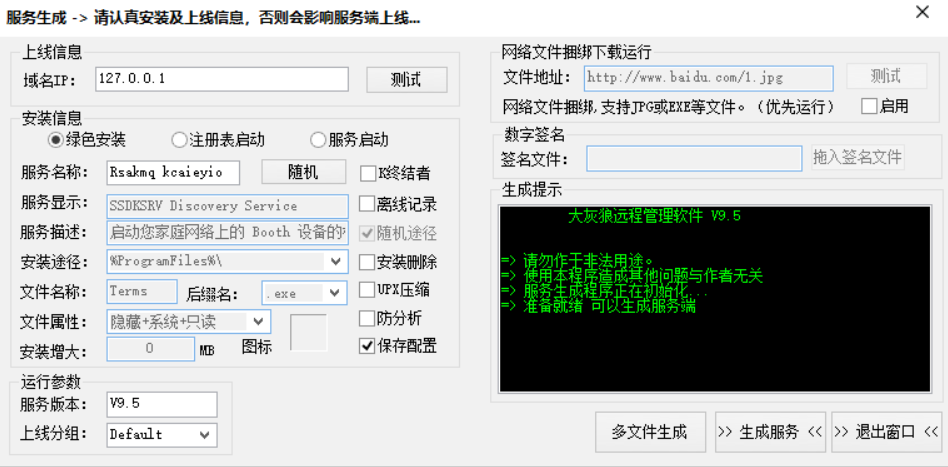 服务生成 -> 请认真安装及上线信息，否则会影响服务端上线...
上线信息
域名IP： 127.0.0.1 测试
安装信息
绿色安装 注册表启动 服务启动
服务名称： Rsakmq kcaieyio 随机 K终结者
服务显示： SSDKSRV Discovery Service 离线记录
服务描述： 启动您家庭网络上的 Booth 设备的 随机途径
安装途径： %ProgramFiles%\ 安装删除
文件名称： Terms 后缀名： .exe UPX压缩
文件属性： 隐藏+系统+只读 防分析
安装增大： 0 MB 图标 保存配置
运行参数
服务版本： V9.5
上线分组： Default
网络文件捆绑下载运行
文件地址： http://www.baidu.com/1.jpg 测试
网络文件捆绑,支持JPG或EXE等文件。（优先运行） 启用
数字签名
签名文件： 拖入签名文件
生成提示
大灰狼远程管理软件 V9.5
=> 请勿作于非法用途。
=> 使用本程序造成其他问题与作者无关
=> 服务生成程序正在初始化...
=> 准备就绪 可以生成服务端
多文件生成 >> 生成服务 << >> 退出窗口 <<